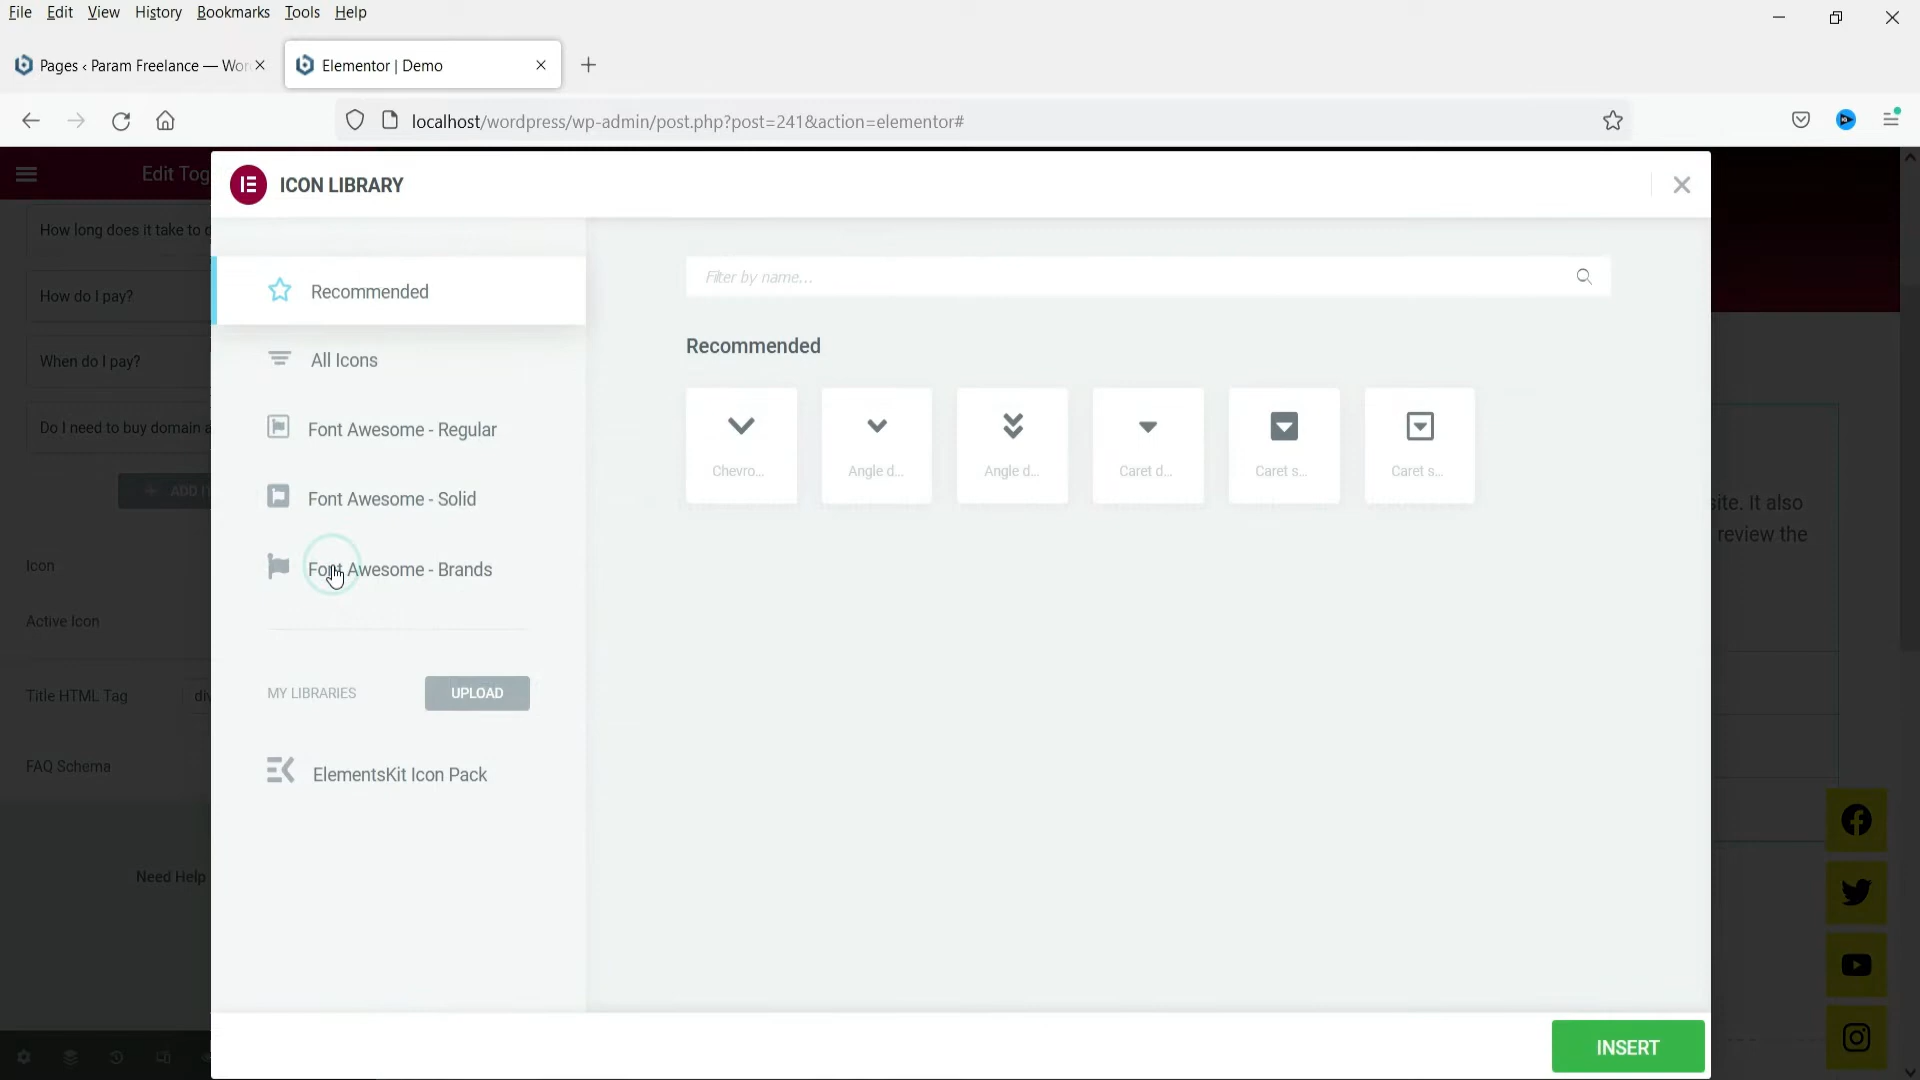 File Edit View History Bookmarks Tools Help
Pages ‹ Param Freelance — Wor
Elementor | Demo
localhost/wordpress/wp-admin/post.php?post=241&action=elementor#
Edit Tog
ICON LIBRARY
How long does it take to
How do I pay?
When do I pay?
Do I need to buy domain a
ADD
Icon
Active Icon
Title HTML Tag
div
FAQ Schema
Need Help
Recommended
All Icons
Font Awesome - Regular
Font Awesome - Solid
Font Awesome - Brands
MY LIBRARIES
UPLOAD
ElementsKit Icon Pack
Filter by name...
Recommended
Chevro...
Angle d...
Angle d...
Caret d...
Caret s...
Caret s...
site. It also
review the
INSERT